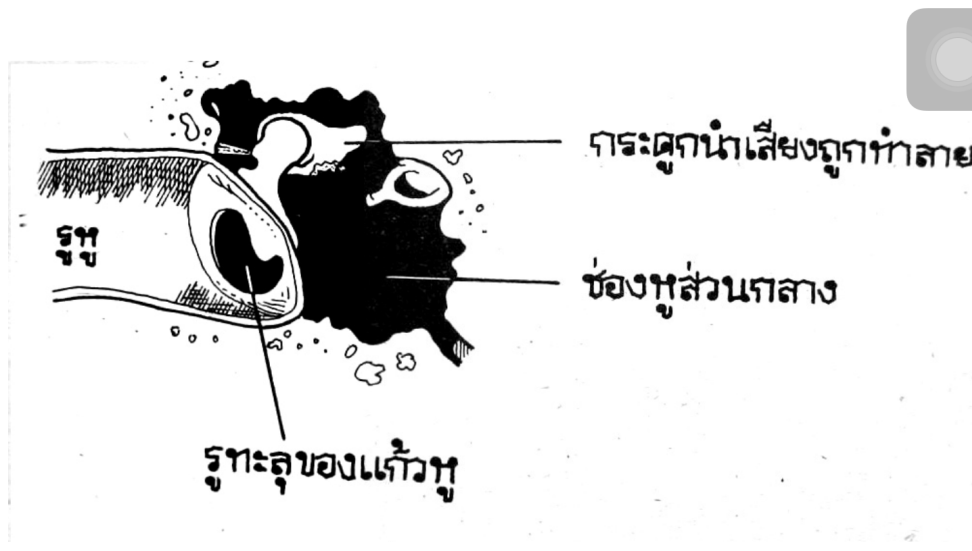 กระดูกนำเสียงถูกทำลาย
รูหู
ช่องหูส่วนกลาง
รูทะลุของแก้วหู